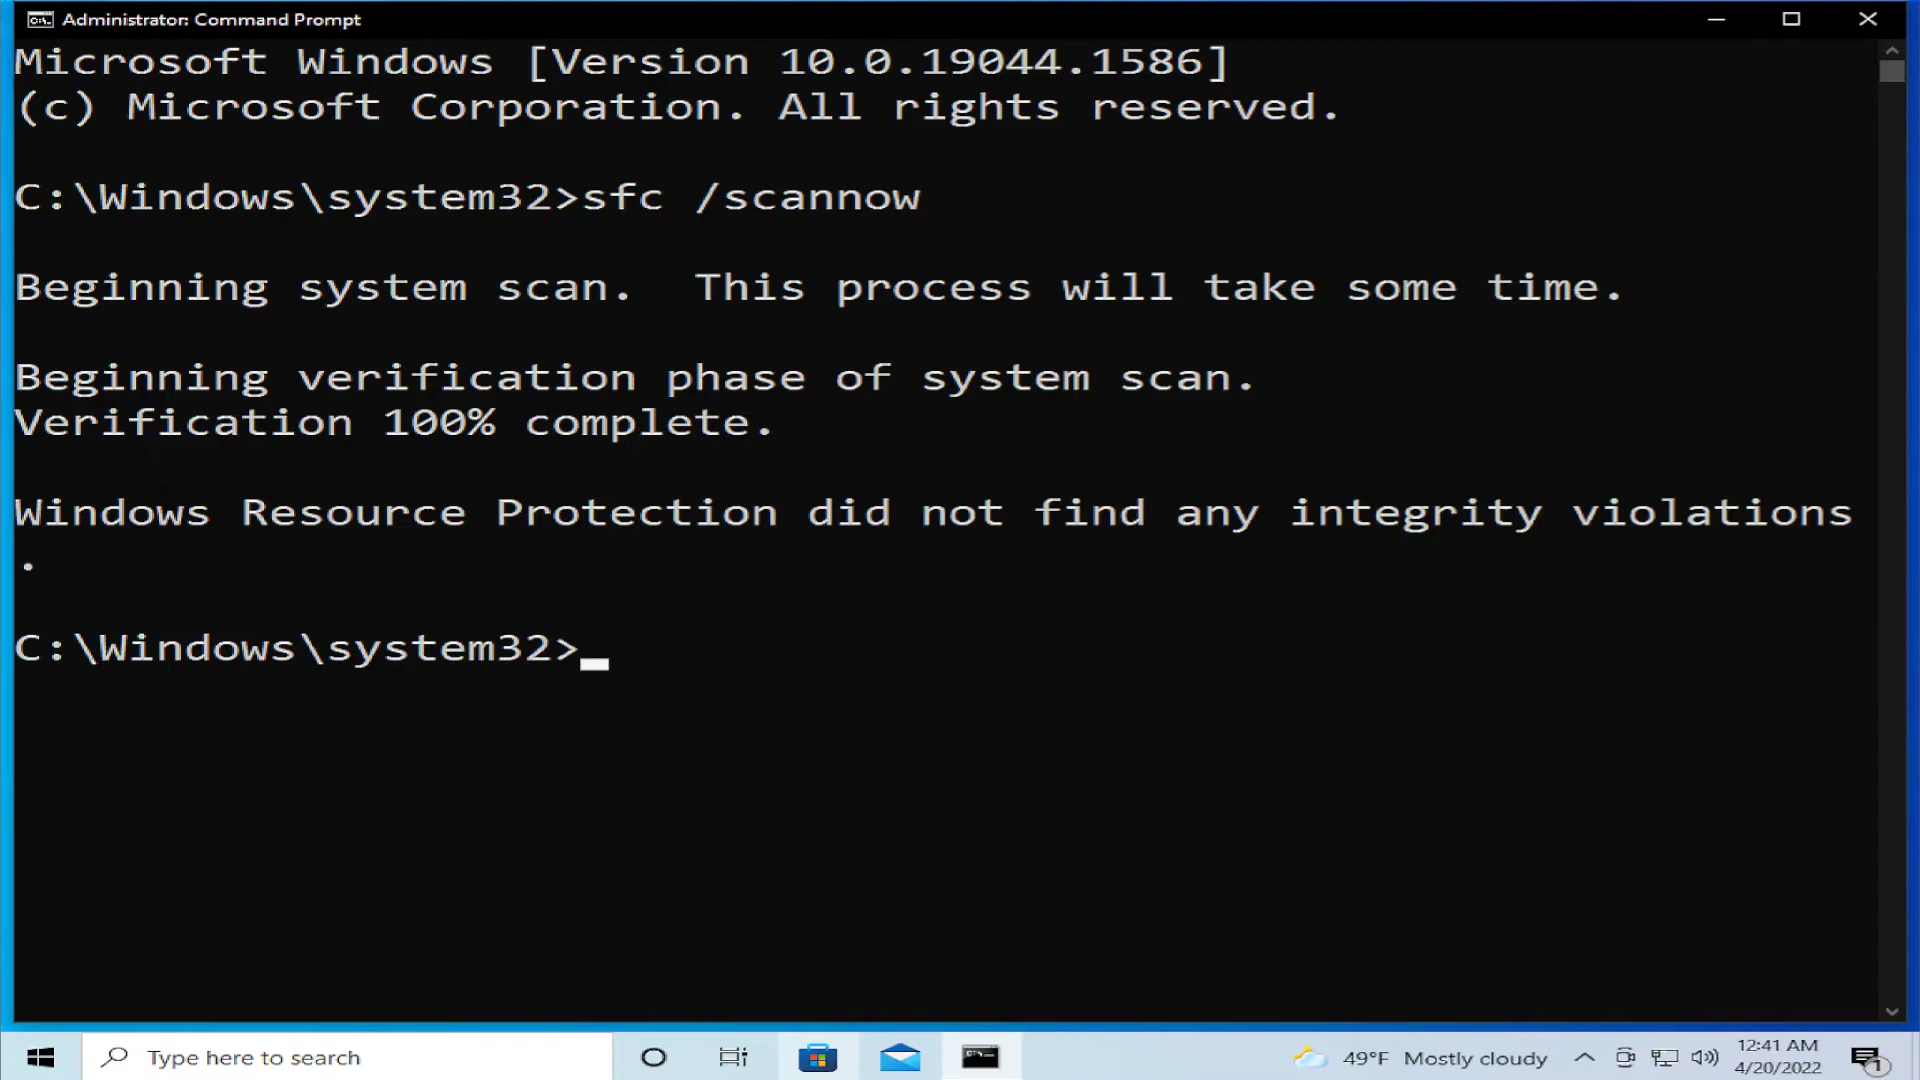 Administrator: Command Prompt
Microsoft Windows [Version 10.0.19044.1586]
(c) Microsoft Corporation. All rights reserved.
C:\Windows\system32>sfc /scannow
Beginning system scan.  This process will take some time.
Beginning verification phase of system scan.
Verification 100% complete.
Windows Resource Protection did not find any integrity violations
.
C:\Windows\system32>
Type here to search
49°F Mostly cloudy
12:41 AM
4/20/2022
1